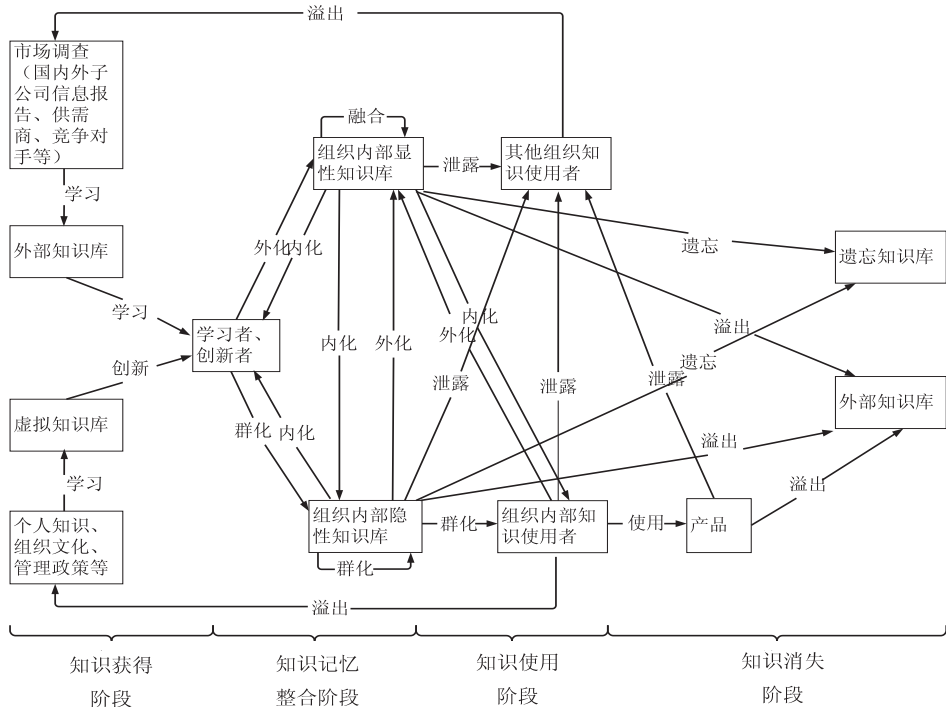 溢出
市场调查
（国内外子
公司信息报
告、供需
商、竞争对
手等）
融合
组织内部显
性知识库
泄露
其他组织知
识使用者
学习
外部知识库
外化
内化
遗忘
遗忘知识库
学习
学习者、
创新者
内化
外化
内化
外化
溢出
创新
泄露
泄露
泄露
遗忘
外部知识库
虚拟知识库
群化
内化
溢出
学习
溢出
个人知识、
组织文化、
管理政策等
组织内部隐
性知识库
群化
组织内部知
识使用者
使用
产品
群化
溢出
知识获得
阶段
知识记忆
整合阶段
知识使用
阶段
知识消失
阶段